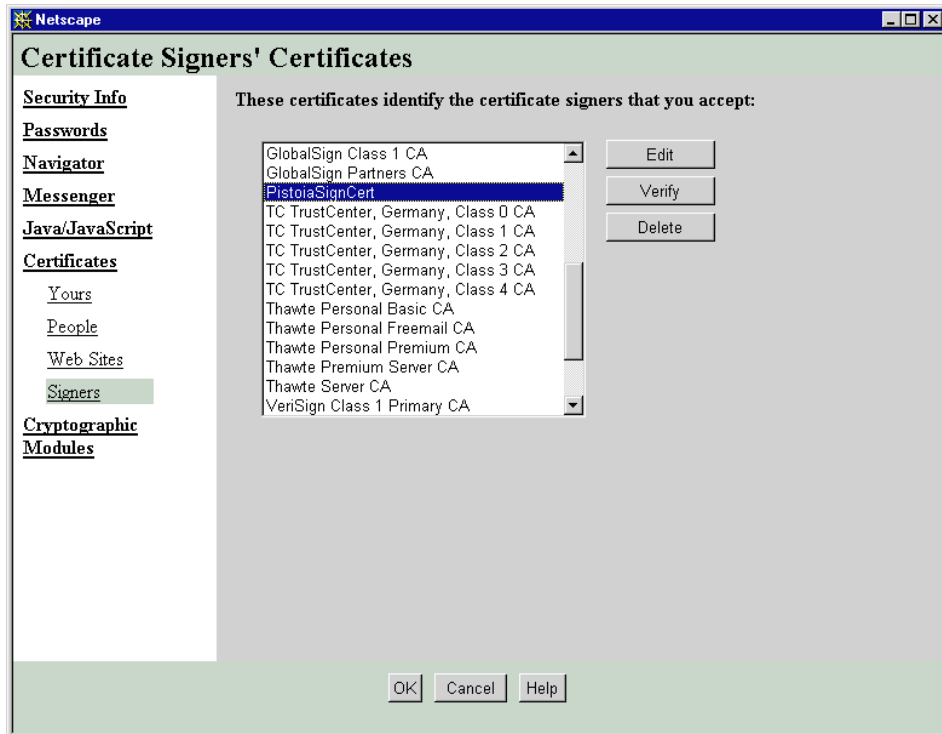 Netscape
Certificate Signers' Certificates
Security Info
Passwords
Navigator
Messenger
Java/JavaScript
Certificates
Yours
People
Web Sites
Signers
Cryptographic
Modules
These certificates identify the certificate signers that you accept:
GlobalSign Class 1 CA
GlobalSign Partners CA
PistoiaSignCert
TC TrustCenter, Germany, Class 0 CA
TC TrustCenter, Germany, Class 1 CA
TC TrustCenter, Germany, Class 2 CA
TC TrustCenter, Germany, Class 3 CA
TC TrustCenter, Germany, Class 4 CA
Thawte Personal Basic CA
Thawte Personal Freemail CA
Thawte Personal Premium CA
Thawte Premium Server CA
Thawte Server CA
VeriSign Class 1 Primary CA
Edit
Verify
Delete
OK Cancel Help